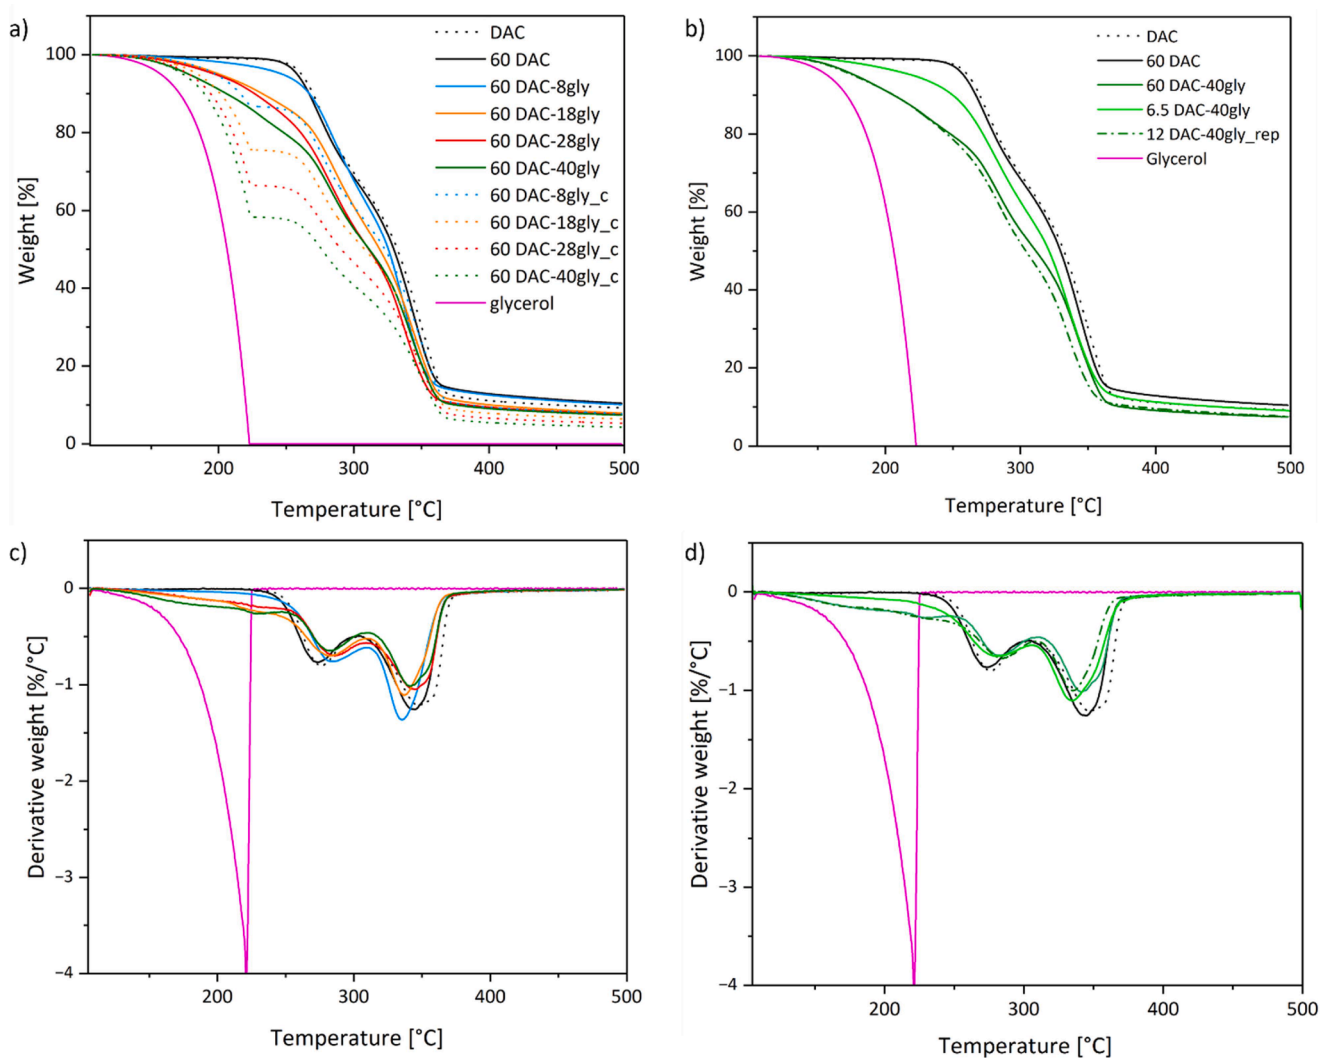 a)
DAC
60 DAC
60 DAC-8gly
60 DAC-18gly
60 DAC-28gly
60 DAC-40gly
60 DAC-8gly_c
60 DAC-18gly_c
60 DAC-28gly_c
60 DAC-40gly_c
glycerol
100
80
60
40
20
0
Weight [%]
200
300
400
500
Temperature [°C]
b)
DAC
60 DAC
60 DAC-40gly
6.5 DAC-40gly
12 DAC-40gly_rep
Glycerol
100
80
60
40
20
0
Weight [%]
200
300
400
500
Temperature [°C]
c)
0
−1
−2
−3
−4
Derivative weight [%/°C]
200
300
400
500
Temperature [°C]
d)
0
−1
−2
−3
−4
Derivative weight [%/°C]
200
300
400
500
Temperature [°C]